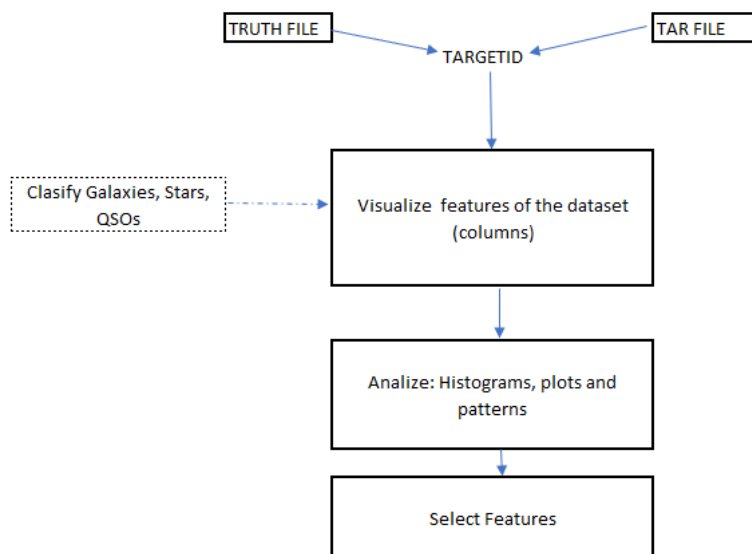 TRUTH FILE
TAR FILE
TARGETID
Clasify Galaxies, Stars,
QSOs
Visualize features of the dataset
(columns)
Analize: Histograms, plots and
patterns
Select Features